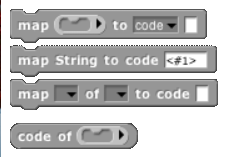 map to code
map String to code <#1>
map of to code
code of